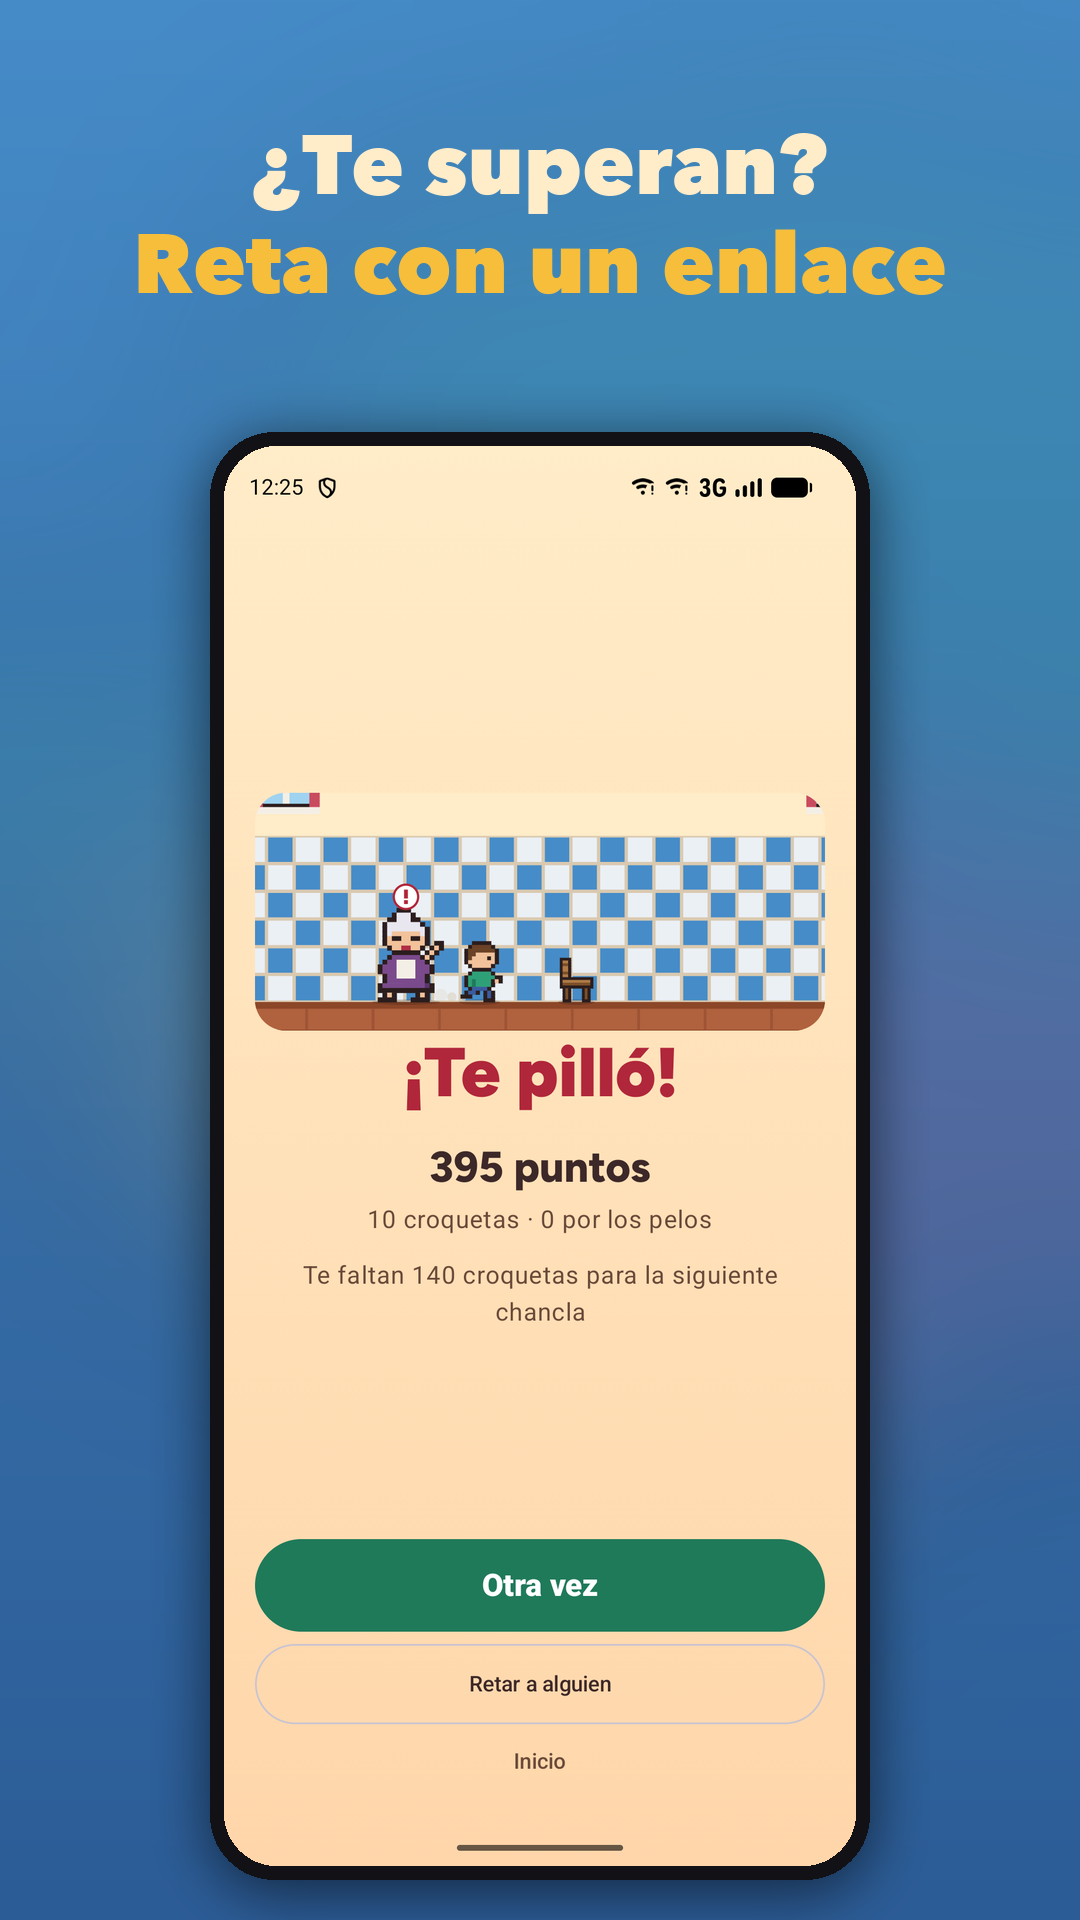 ¿Te superan?
Reta con un enlace
12:25
3G
¡Te pilló!
395 puntos
10 croquetas · 0 por los pelos
Te faltan 140 croquetas para la siguiente
chancla
Otra vez
Retar a alguien
Inicio